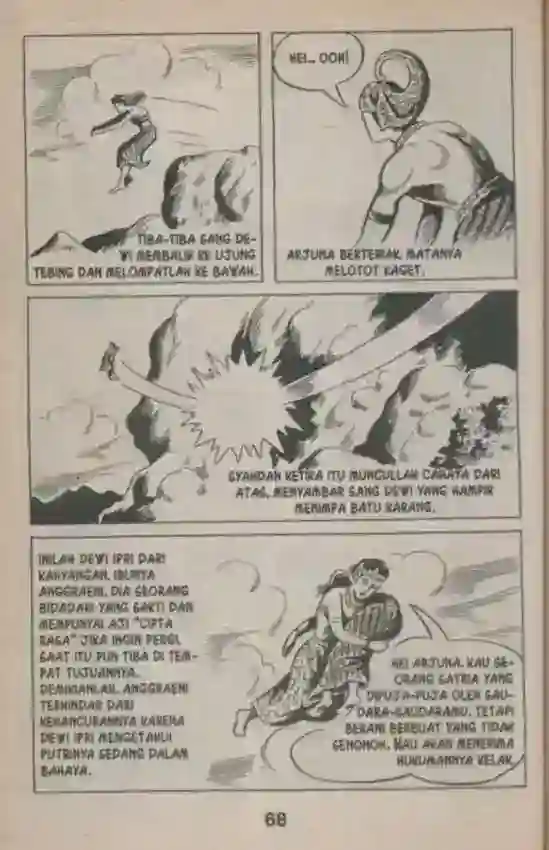 TIBA-TIBA SANG DE-
WI MEMBALIK KE UJUNG
TEBING DAN MELOMPATLAH KE BAWAH.
HEI... OOH!
ARJUNA BERTERIAK, MATANYA
MELOTOT KAGET.
SYAHDAN KETIKA ITU MUNCULLAH CAHAYA DARI
ATAS, MENYAMBAR SANG DEWI YANG HAMPIR
MENIMPA BATU KARANG.
INILAH DEWI IPRI DARI
KAHYANGAN. IBUNYA
ANGGRAENI. DIA SEORANG
BIDADARI YANG SAKTI DAN
MEMPUNYAI AJI "CIPTA
RASA" JIKA INGIN PERGI,
SAAT ITU PUN TIBA DI TEM-
PAT TUJUANNYA.
DEMIKIANLAH, ANGGRAENI
TERHINDAR DARI
KEHANCURANNYA KARENA
DEWI IPRI MENGETAHUI
PUTRINYA SEDANG DALAM
BAHAYA.
HEI ARJUNA. KAU SE-
ORANG SATRIA YANG
DIPUJA-PUJA OLEH SAU-
DARA-SAUDARAMU. TETAPI
BERANI BERBUAT YANG TIDAK
SENONOH. KAU AKAN MENERIMA
HUKUMANNYA KELAK.
68